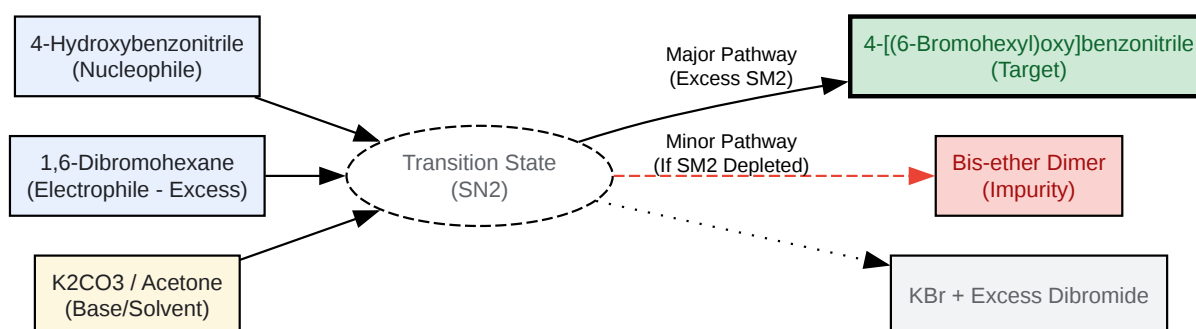 4-Hydroxybenzonitrile
(Nucleophile)
1,6-Dibromohexane
(Electrophile - Excess)
K2CO3 / Acetone
(Base/Solvent)
Transition State
(SN2)
Major Pathway
(Excess SM2)
Minor Pathway
(If SM2 Depleted)
4-[(6-Bromohexyl)oxy]benzonitrile
(Target)
Bis-ether Dimer
(Impurity)
KBr + Excess Dibromide